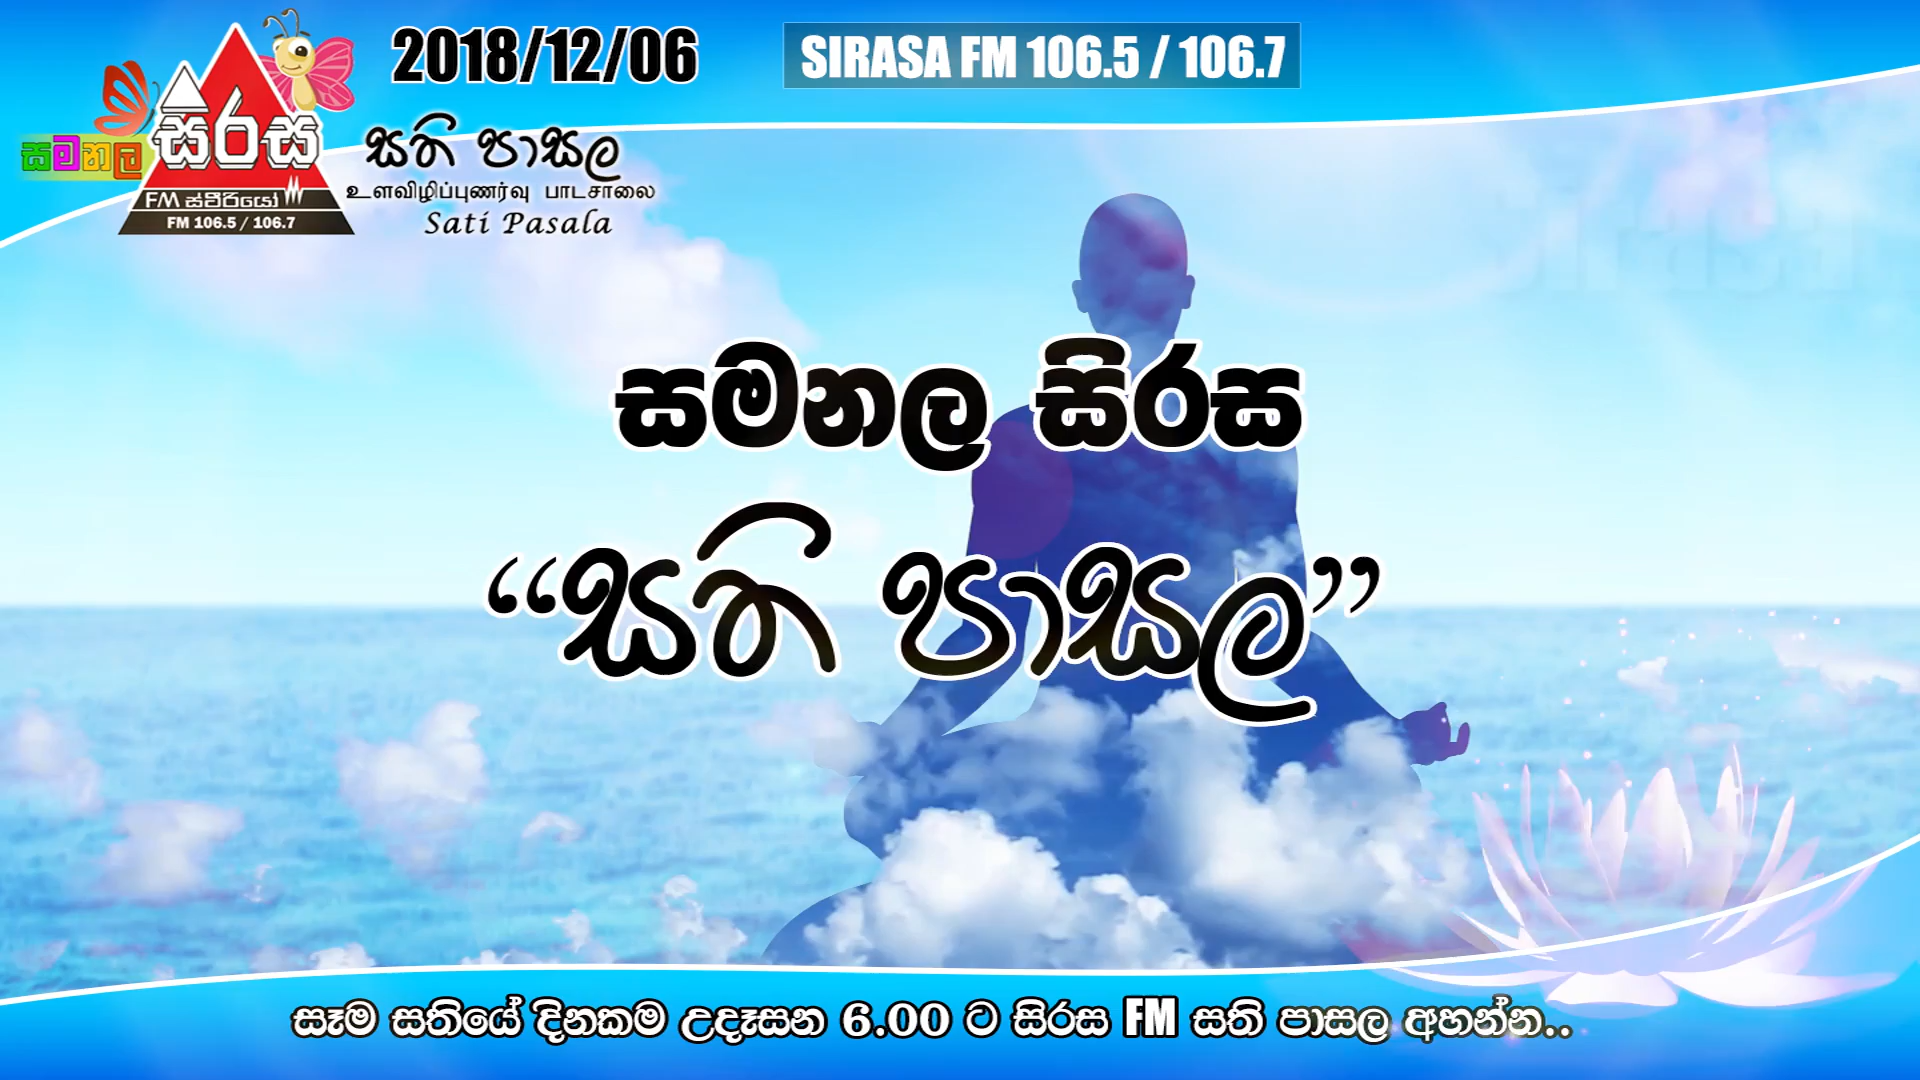 2018/12/06
SIRASA FM 106.5 / 106.7
සමනල
සිරස
FM ස්ටීරියෝ
FM 106.5 / 106.7
සති පාසල
உளவிழிப்புணர்வு பாடசாலை
Sati Pasala
Sirasa
සමනල සිරස
“සති පාසල”
සෑම සතියේ දිනකම උදෑසන 6.00 ට සිරස FM සති පාසල අහන්න..